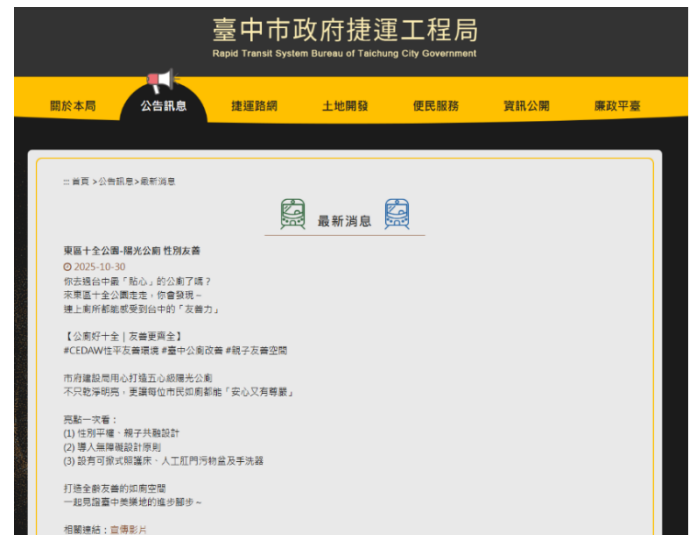 臺中市政府捷運工程局
Rapid Transit System Bureau of Taichung City Government
關於本局
公告訊息
捷運路網
土地開發
便民服務
資訊公開
廉政平臺
::: 首頁 >公告訊息>最新消息
最新消息
東區十全公園-陽光公廁 性別友善
2025-10-30
你去過台中最「貼心」的公廁了嗎？
來東區十全公園走走，你會發現～
連上廁所都能感受到台中的「友善力」
【公廁好十全 | 友善更齊全】
#CEDAW性平友善環境 #臺中公廁改善 #親子友善空間
市府建設局用心打造五心級陽光公廁
不只乾淨明亮，更讓每位市民如廁都能「安心又有尊嚴」
亮點一次看：
(1) 性別平權、親子共融設計
(2) 導入無障礙設計原則
(3) 設有可掀式照護床、人工肛門污物盆及手洗器
打造全齡友善的如廁空間
一起見證臺中美樂地的進步腳步～
相關連結：宣傳影片